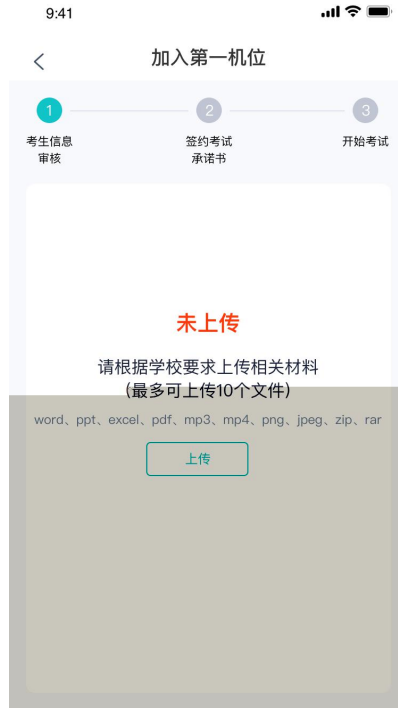 9:41
加入第一机位
1
2
3
考生信息
审核
签约考试
承诺书
开始考试
未上传
请根据学校要求上传相关材料
（最多可上传10个文件）
word、ppt、excel、pdf、mp3、mp4、png、jpeg、zip、rar
上传